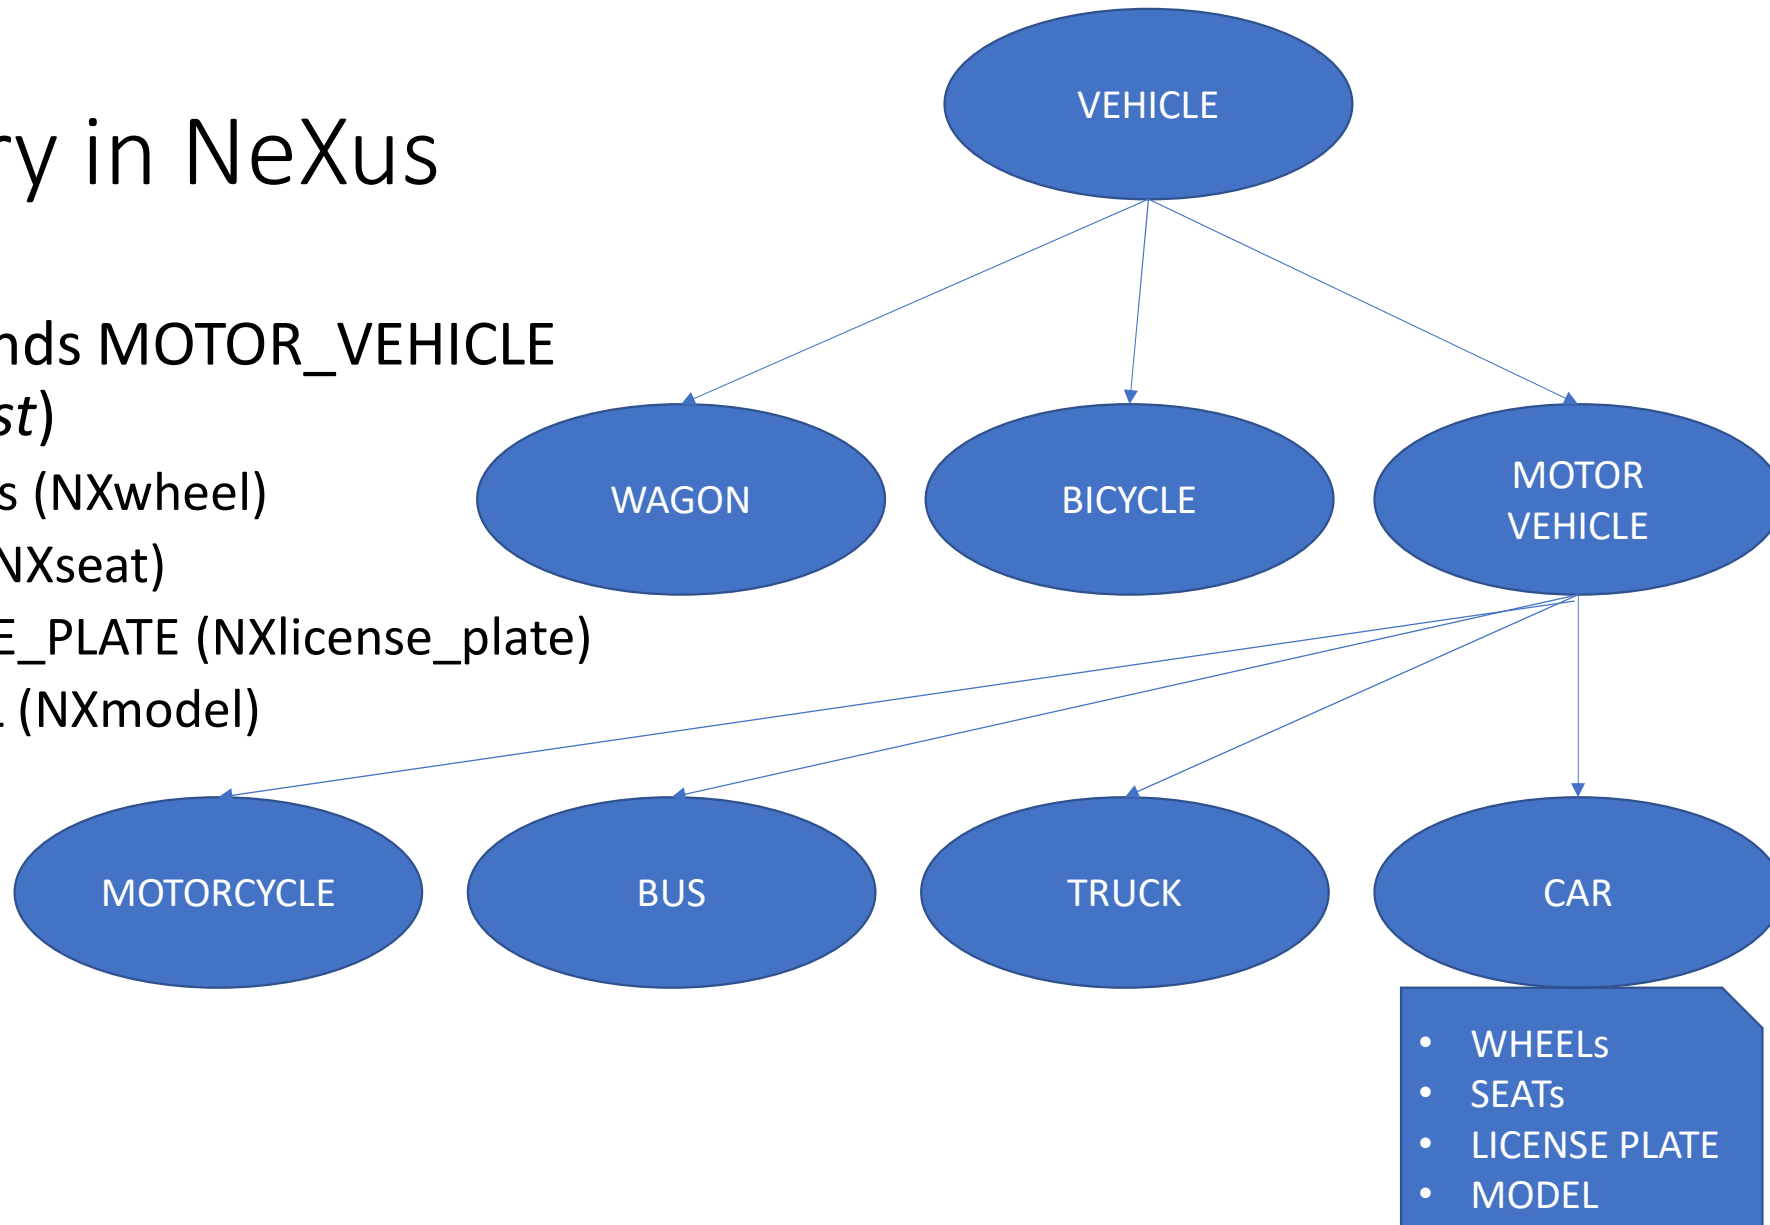 ry in NeXus
nds MOTOR_VEHICLE
st)
s (NXwheel)
NXseat)
E_PLATE (NXlicense_plate)
(NXmodel)
VEHICLE
WAGON
BICYCLE
MOTOR
VEHICLE
MOTORCYCLE
BUS
TRUCK
CAR
• WHEELs
• SEATs
• LICENSE PLATE
• MODEL